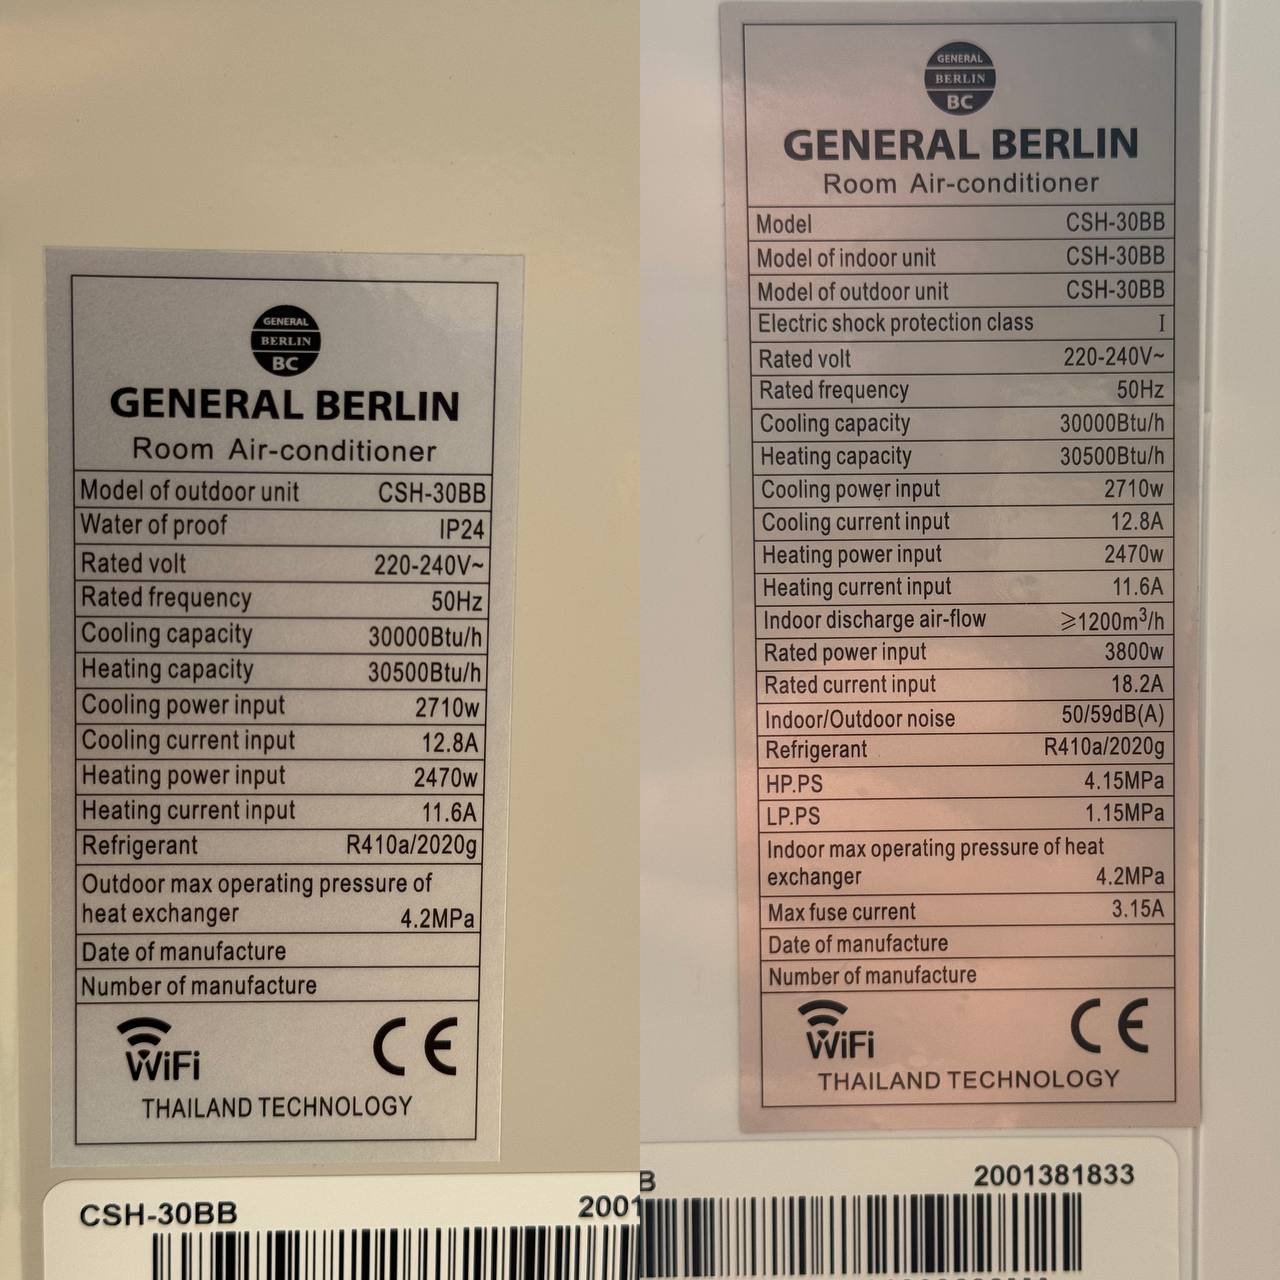 GENERAL
BERLIN
BC
GENERAL BERLIN
Room Air-conditioner
Model of outdoor unit CSH-30BB
Water of proof IP24
Rated volt 220-240V~
Rated frequency 50Hz
Cooling capacity 30000Btu/h
Heating capacity 30500Btu/h
Cooling power input 2710w
Cooling current input 12.8A
Heating power input 2470w
Heating current input 11.6A
Refrigerant R410a/2020g
Outdoor max operating pressure of
heat exchanger 4.2MPa
Date of manufacture
Number of manufacture
WiFi CE
THAILAND TECHNOLOGY
CSH-30BB 2001
GENERAL
BERLIN
BC
GENERAL BERLIN
Room Air-conditioner
Model CSH-30BB
Model of indoor unit CSH-30BB
Model of outdoor unit CSH-30BB
Electric shock protection class I
Rated volt 220-240V~
Rated frequency 50Hz
Cooling capacity 30000Btu/h
Heating capacity 30500Btu/h
Cooling power input 2710w
Cooling current input 12.8A
Heating power input 2470w
Heating current input 11.6A
Indoor discharge air-flow ≥1200m³/h
Rated power input 3800w
Rated current input 18.2A
Indoor/Outdoor noise 50/59dB(A)
Refrigerant R410a/2020g
HP.PS 4.15MPa
LP.PS 1.15MPa
Indoor max operating pressure of heat
exchanger 4.2MPa
Max fuse current 3.15A
Date of manufacture
Number of manufacture
WiFi CE
THAILAND TECHNOLOGY
B 2001381833